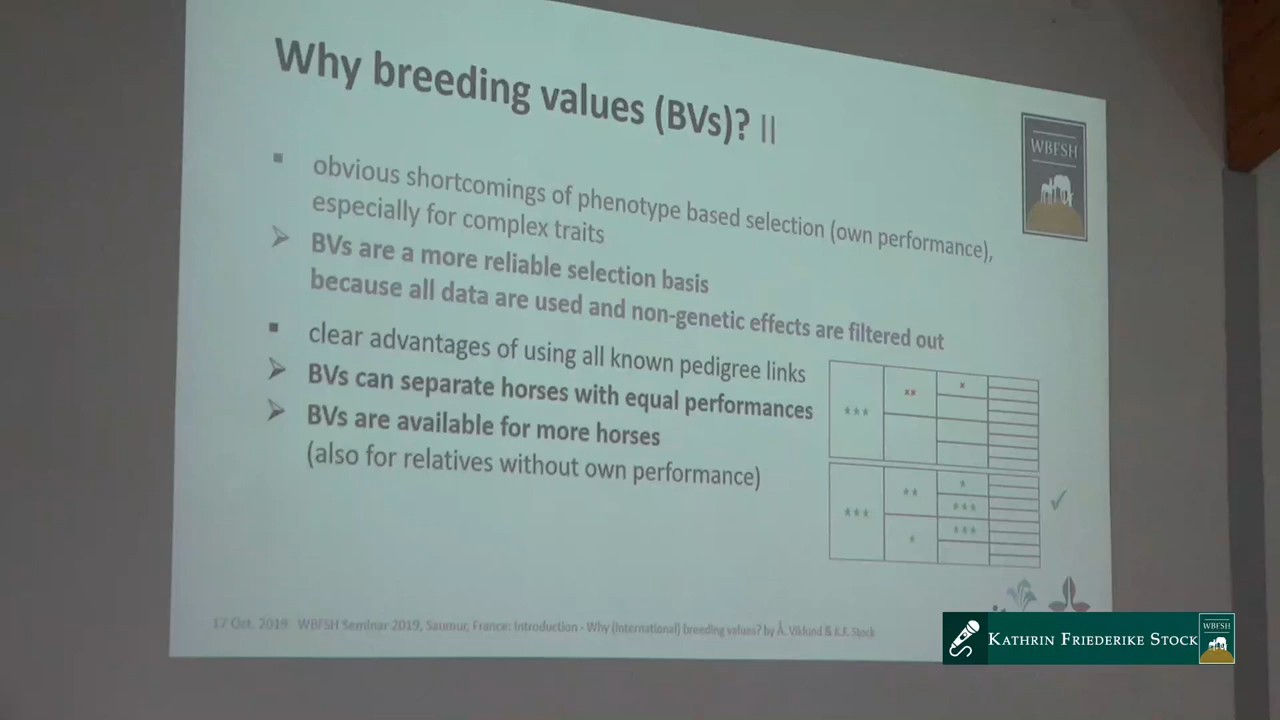 Why breeding values (BVs)? II
WBFSH
▪ obvious shortcomings of phenotype based selection (own performance),
especially for complex traits
➢ BVs are a more reliable selection basis
because all data are used and non-genetic effects are filtered out
▪ clear advantages of using all known pedigree links
➢ BVs can separate horses with equal performances
➢ BVs are available for more horses
(also for relatives without own performance)
17 Oct. 2019 WBFSH Seminar 2019, Saumur, France: Introduction - Why (international) breeding values? by Å. Viklund & K.F. Stock
KATHRIN FRIEDERIKE STOCK
WBFSH